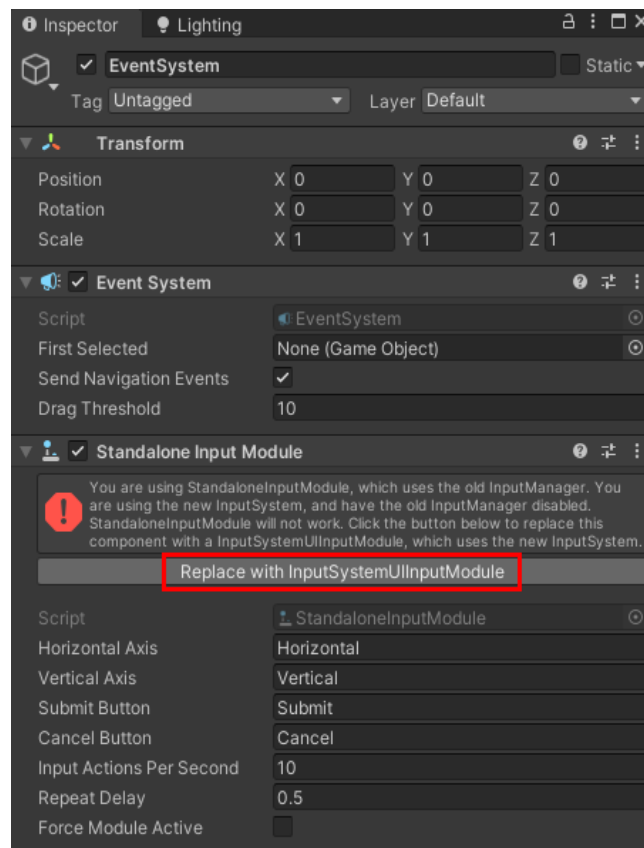 Inspector Lighting
EventSystem Static
Tag Untagged Layer Default
Transform
Position X 0 Y 0 Z 0
Rotation X 0 Y 0 Z 0
Scale X 1 Y 1 Z 1
Event System
Script EventSystem
First Selected None (Game Object)
Send Navigation Events
Drag Threshold 10
Standalone Input Module
You are using StandaloneInputModule, which uses the old InputManager. You
are using the new InputSystem, and have the old InputManager disabled.
StandaloneInputModule will not work. Click the button below to replace this
component with a InputSystemUIInputModule, which uses the new InputSystem.
Replace with InputSystemUIInputModule
Script StandaloneInputModule
Horizontal Axis Horizontal
Vertical Axis Vertical
Submit Button Submit
Cancel Button Cancel
Input Actions Per Second 10
Repeat Delay 0.5
Force Module Active